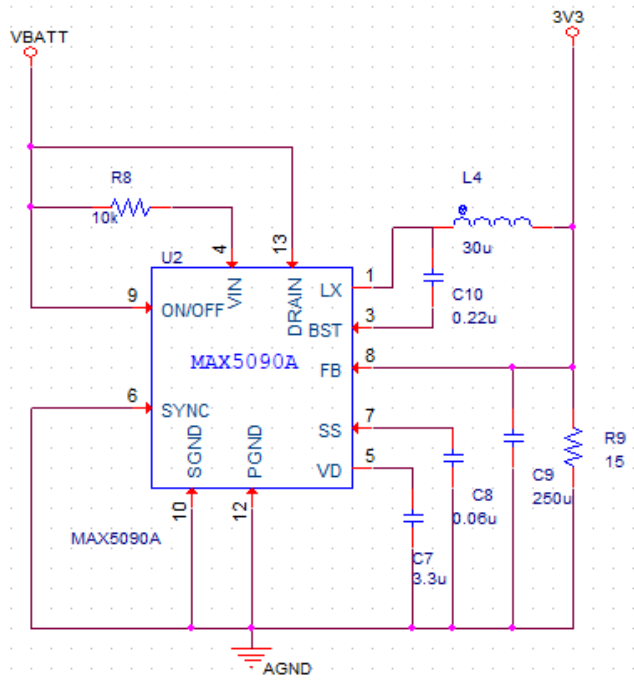 VBATT
3V3
R8
10k
L4
30u
U2
4
13
1
LX
9
ON/OFF
VIN
DRAIN
C10
0.22u
3
BST
MAX5090A
8
FB
6
SYNC
SGND
PGND
7
SS
5
VD
R9
15
C9
250u
C8
0.06u
10
12
MAX5090A
C7
3.3u
AGND